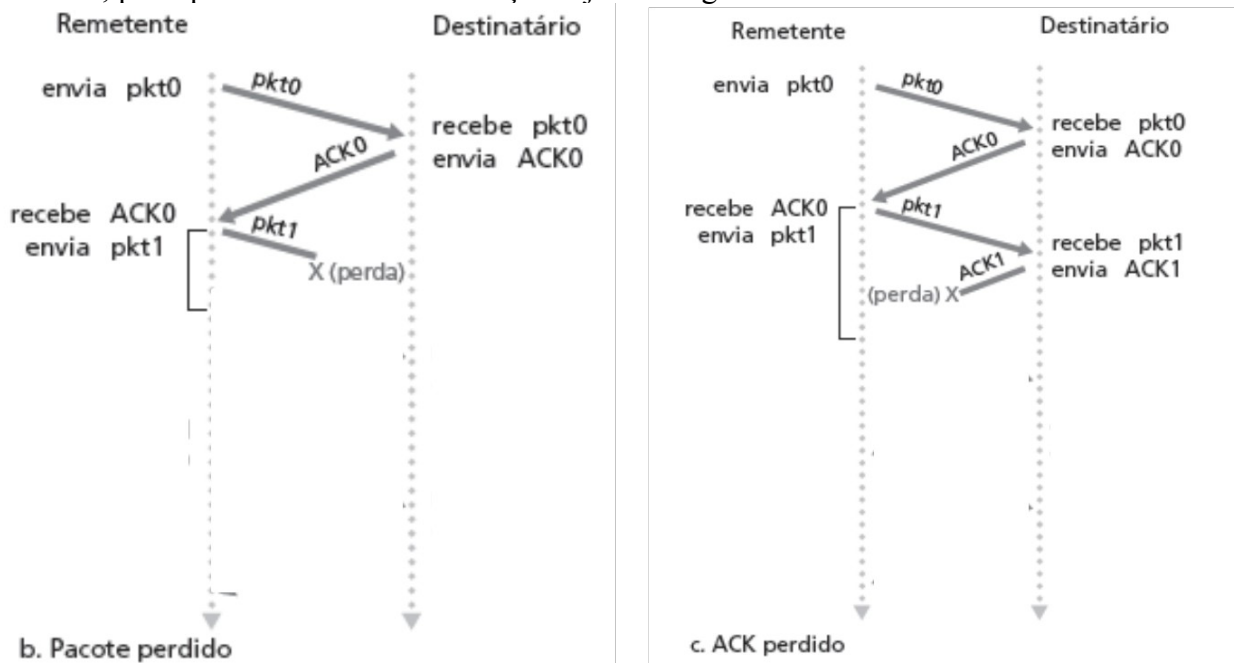 Remetente
Destinatário
envia pkt0
pkt0
recebe pkt0
envia ACK0
ACK0
recebe ACK0
envia pkt1
pkt1
X (perda)
b. Pacote perdido
Remetente
Destinatário
envia pkt0
pkt0
recebe pkt0
envia ACK0
ACK0
recebe ACK0
envia pkt1
pkt1
recebe pkt1
envia ACK1
ACK1
(perda) X
c. ACK perdido